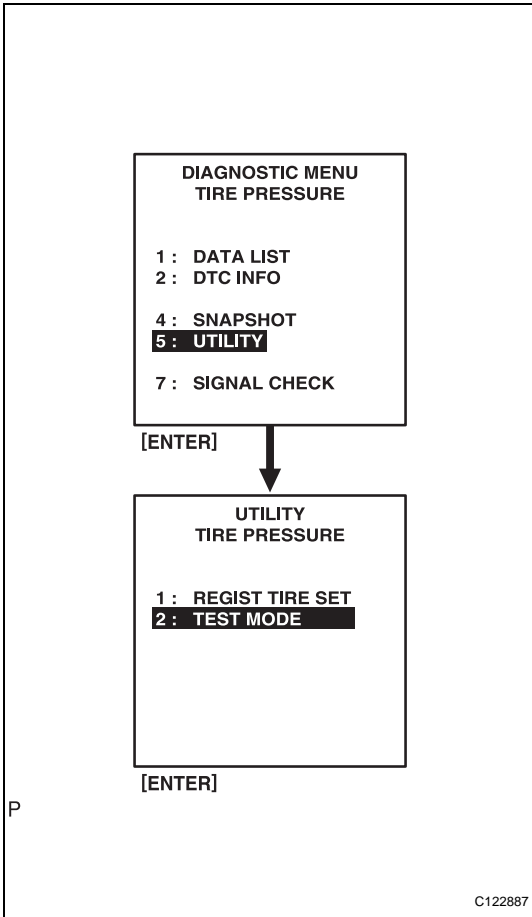 DIAGNOSTIC MENU
TIRE PRESSURE
1 : DATA LIST
2 : DTC INFO
4 : SNAPSHOT
5 : UTILITY
7 : SIGNAL CHECK
[ENTER]
UTILITY
TIRE PRESSURE
1 : REGIST TIRE SET
2 : TEST MODE
[ENTER]
P
C122887